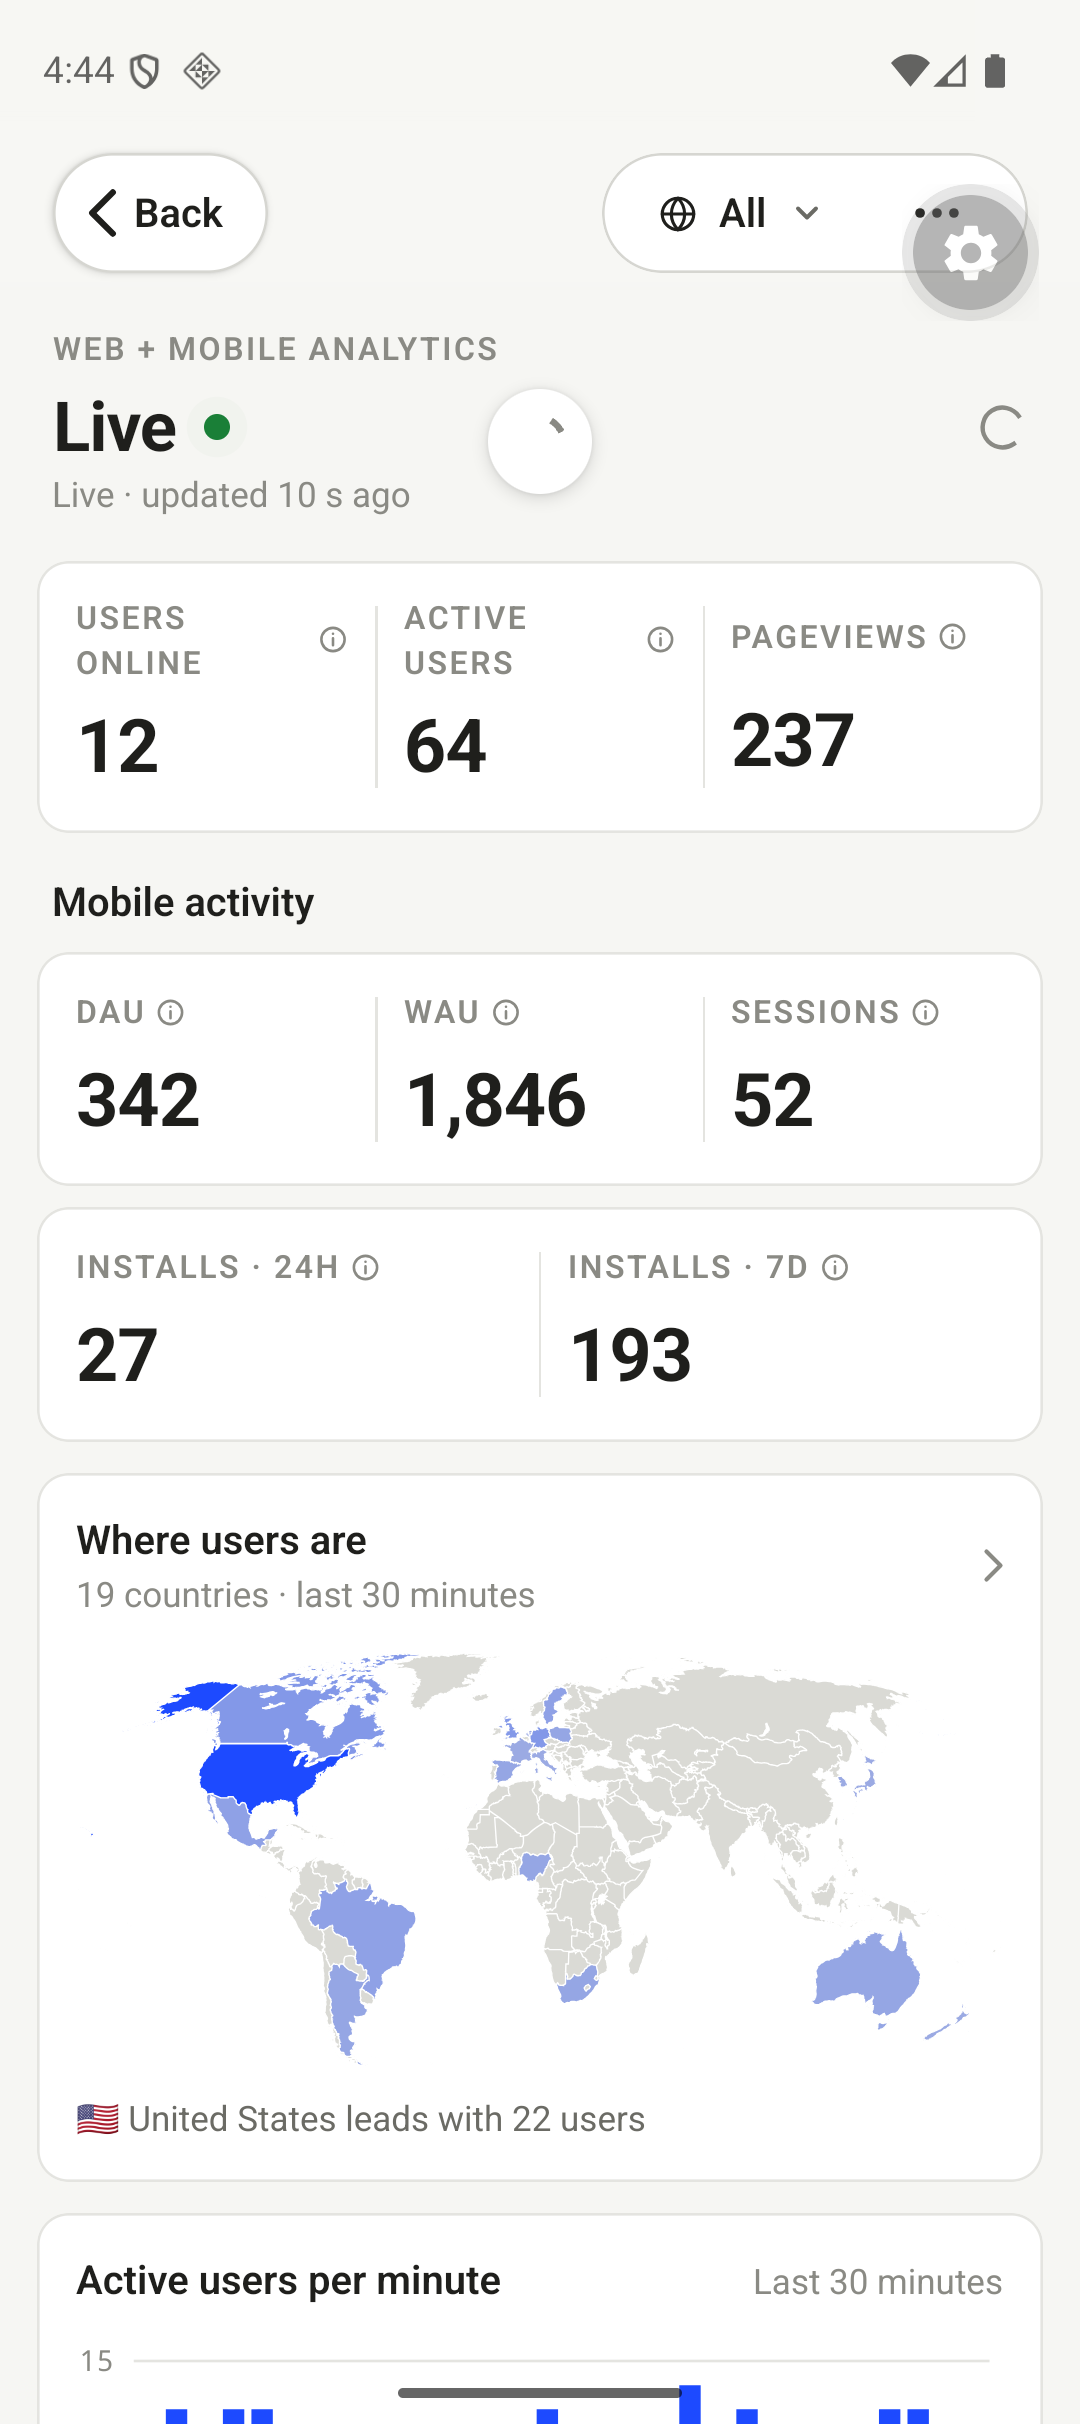 4:44
Back
All
WEB + MOBILE ANALYTICS
Live
Live · updated 10 s ago
USERS ONLINE
12
ACTIVE USERS
64
PAGEVIEWS
237
Mobile activity
DAU
342
WAU
1,846
SESSIONS
52
INSTALLS · 24H
27
INSTALLS · 7D
193
Where users are
19 countries · last 30 minutes
🇺🇸 United States leads with 22 users
Active users per minute
Last 30 minutes
15